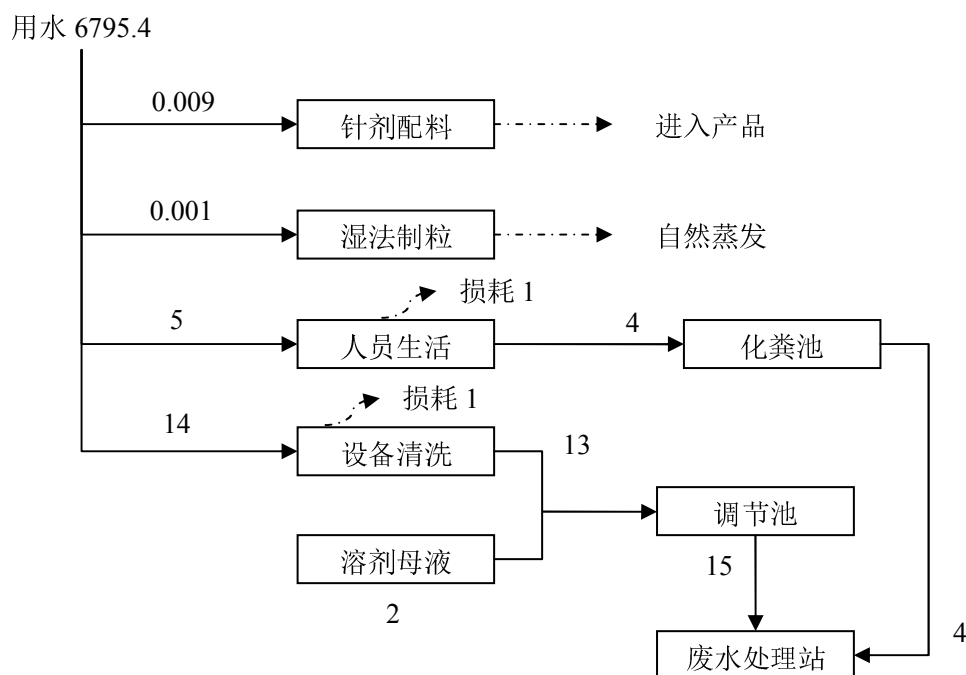 用水 6795.4
0.009
针剂配料
进入产品
0.001
湿法制粒
自然蒸发
损耗 1
5
人员生活
4
化粪池
损耗 1
14
设备清洗
13
调节池
溶剂母液
15
2
4
废水处理站